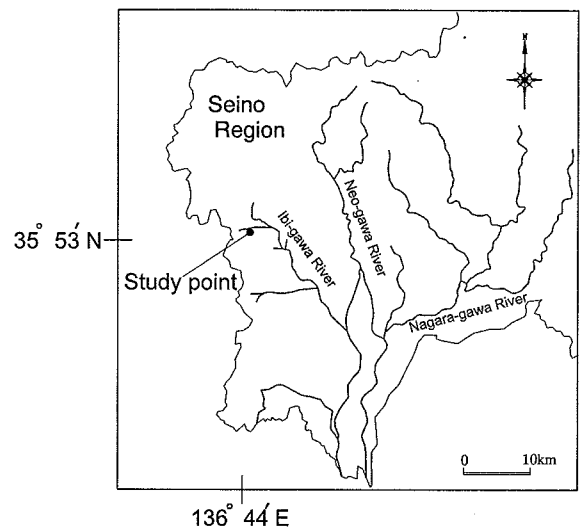 N
Seino
Region
Ibi-gawa River
Neo-gawa River
35° 53′ N
Study point
Nagara-gawa River
0 10km
136° 44′ E